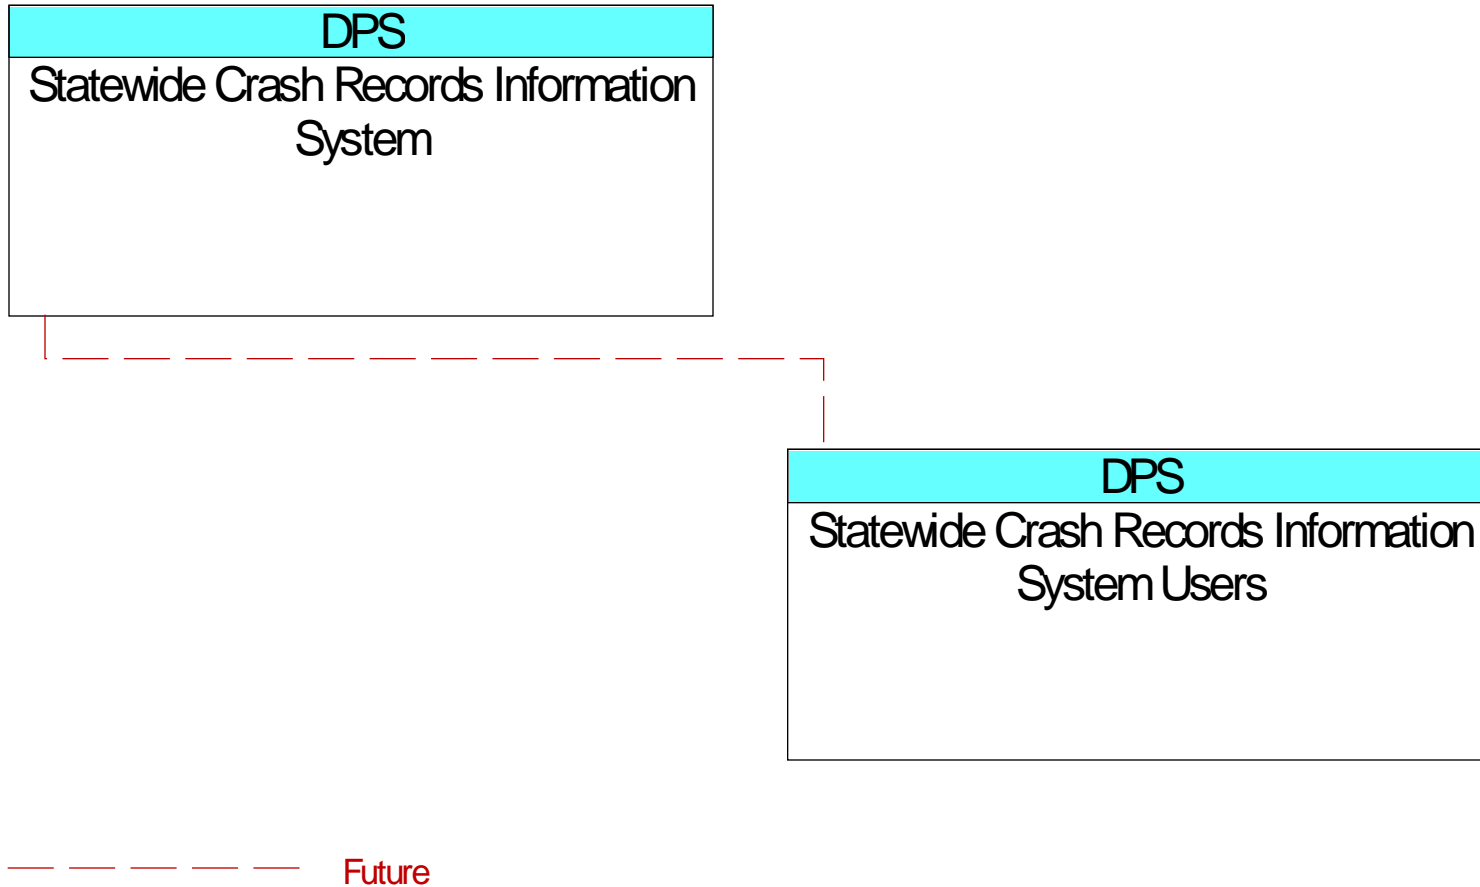 DPS
Statewide Crash Records Information
System
DPS
Statewide Crash Records Information
System Users
Future